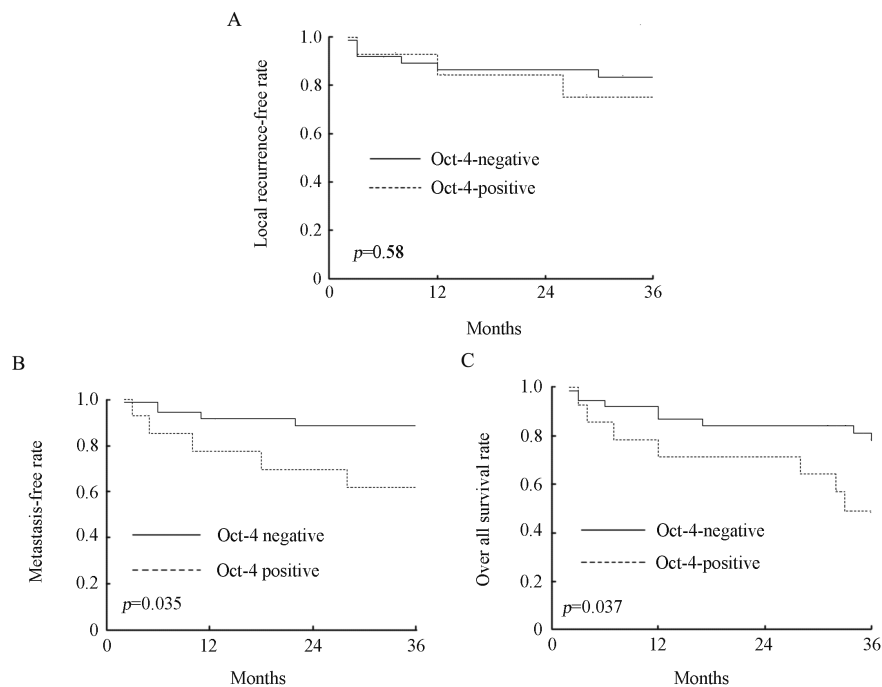 A
Local recurrence-free rate
1.0
0.8
0.6
0.4
0.2
0
Oct-4-negative
Oct-4-positive
p=0.58
0 12 24 36
Months
B
Metastasis-free rate
1.0
0.8
0.6
0.4
0.2
0
Oct-4 negative
Oct-4 positive
p=0.035
12 24 36
Months
C
Over all survival rate
1.0
0.8
0.6
0.4
0.2
0
Oct-4-negative
Oct-4-positive
p=0.037
0 12 24 36
Months